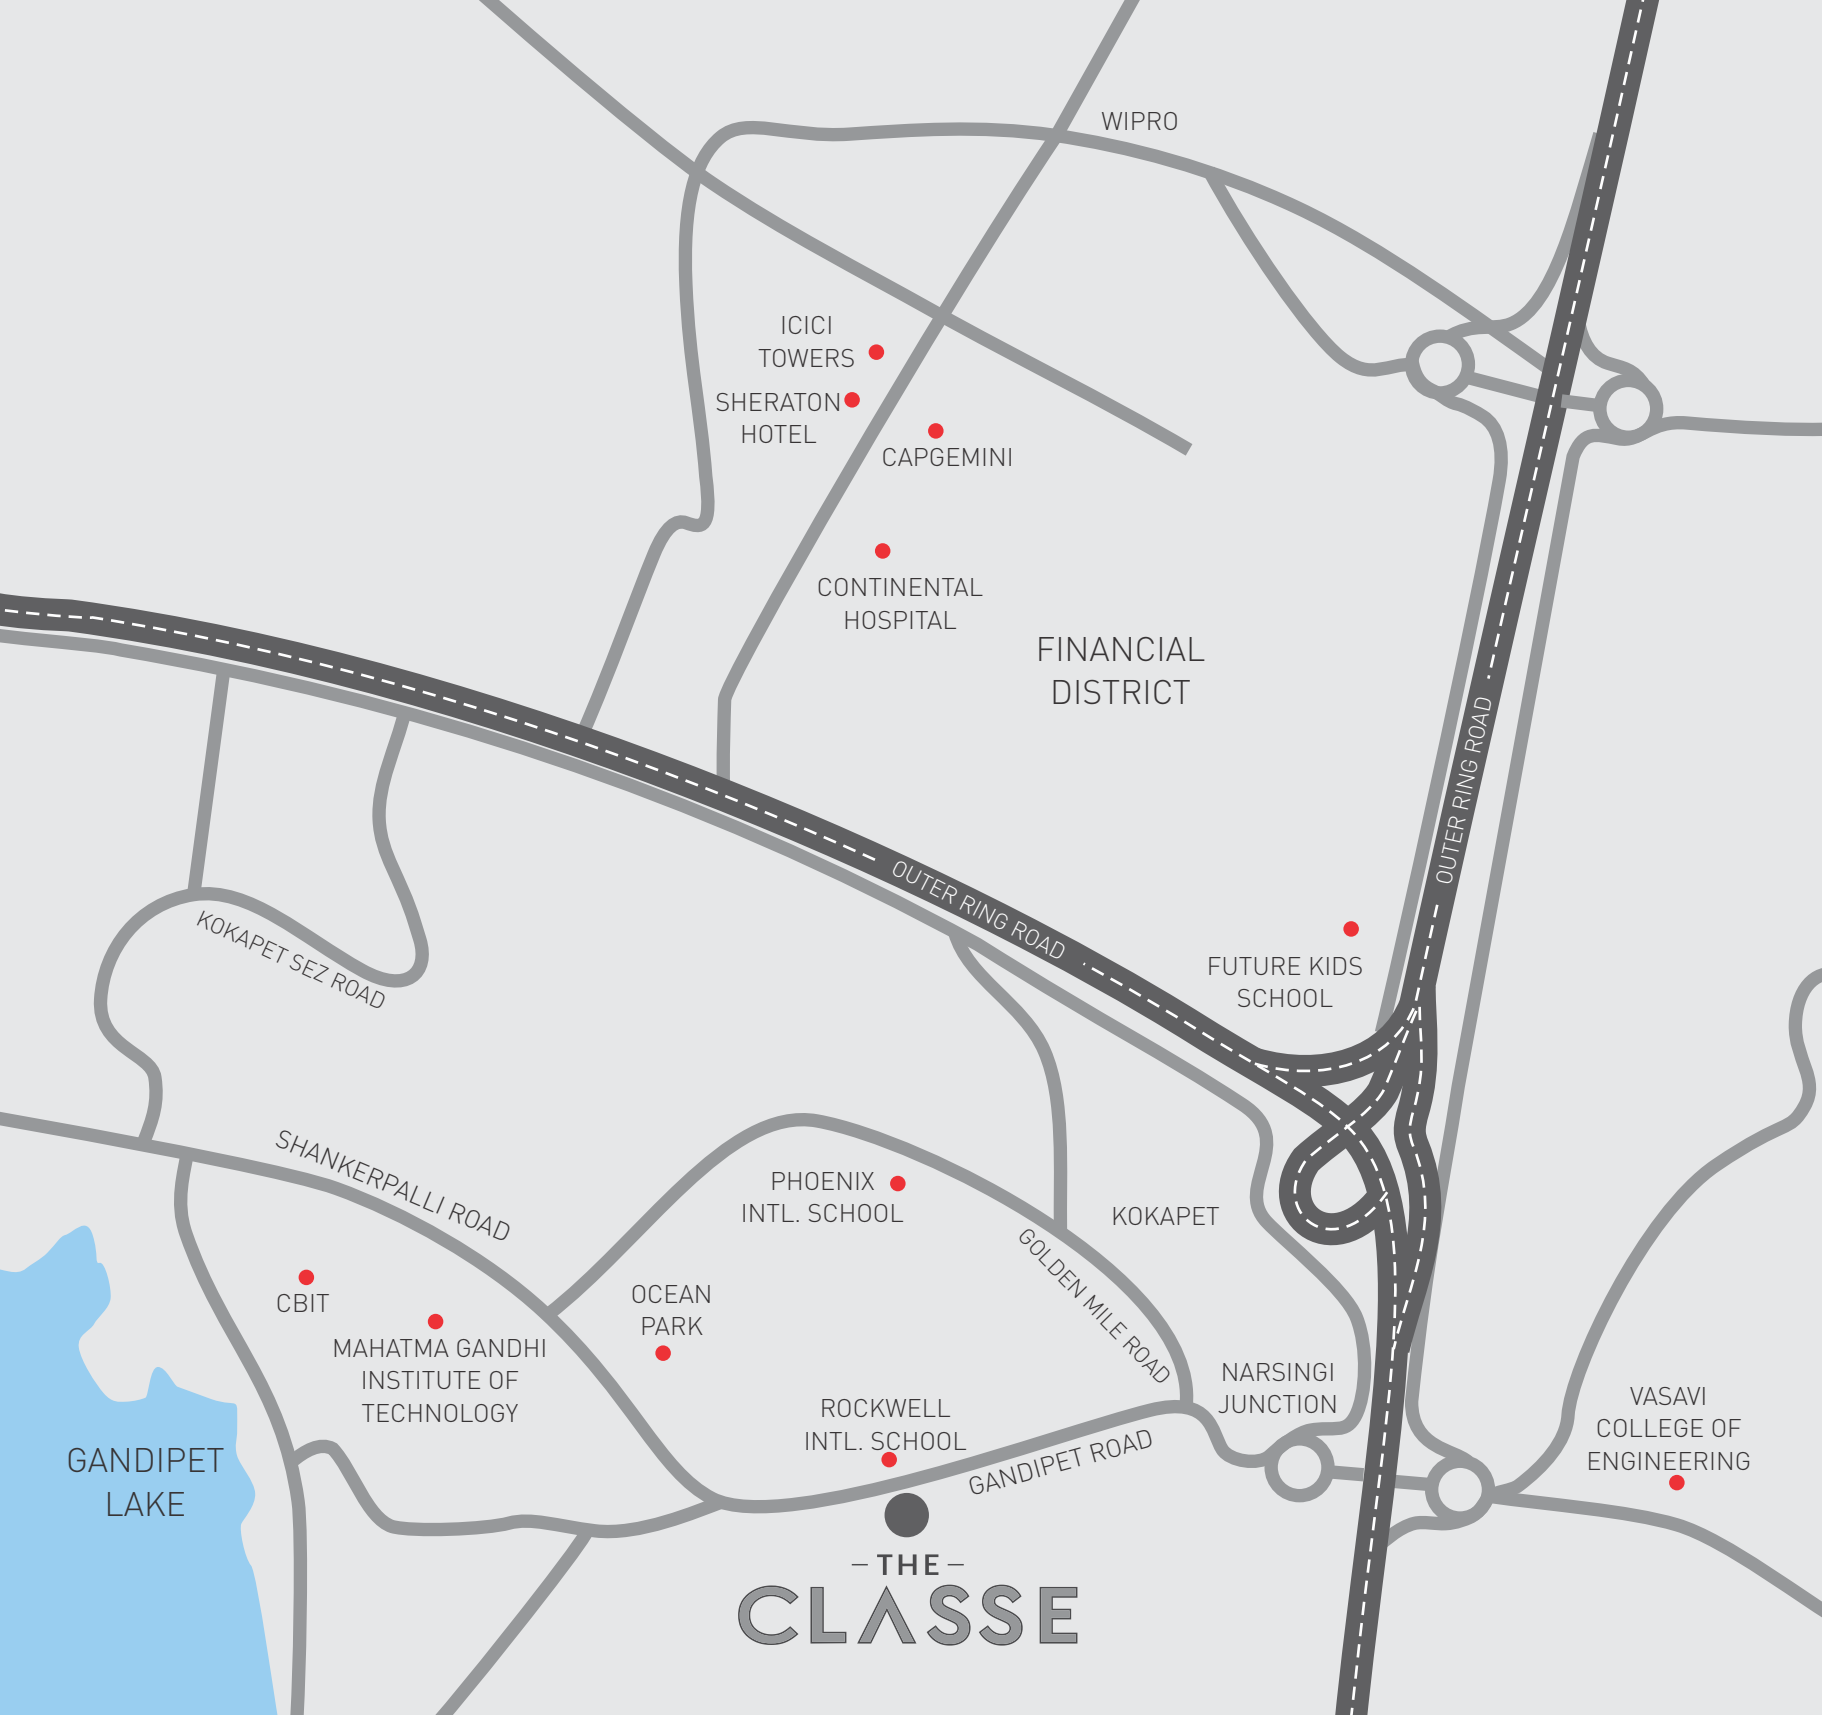 WIPRO
ICICI
TOWERS
SHERATON
HOTEL
CAPGEMINI
CONTINENTAL
HOSPITAL
FINANCIAL
DISTRICT
OUTER RING ROAD
OUTER RING ROAD
FUTURE KIDS
SCHOOL
KOKAPET SEZ ROAD
SHANKERPALLI ROAD
PHOENIX
INTL. SCHOOL
KOKAPET
GOLDEN MILE ROAD
CBIT
OCEAN
PARK
MAHATMA GANDHI
INSTITUTE OF
TECHNOLOGY
NARSINGI
JUNCTION
ROCKWELL
INTL. SCHOOL
GANDIPET ROAD
VASAVI
COLLEGE OF
ENGINEERING
GANDIPET
LAKE
– THE –
CLASSE